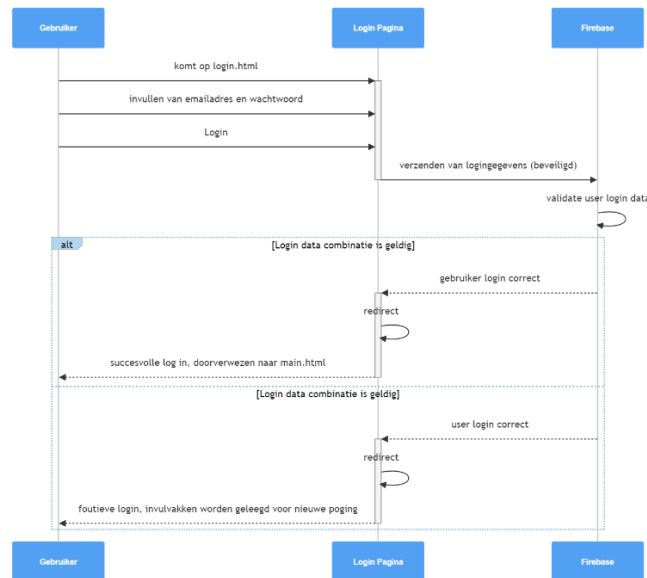 Gebruiker
Login Pagina
Firebase
komt op login.html
invullen van emailadres en wachtwoord
Login
verzenden van logingegevens (beveiligd)
validate user login data
alt
[Login data combinatie is geldig]
gebruiker login correct
redirect
succesvolle log in, doorverwezen naar main.html
[Login data combinatie is geldig]
user login correct
redirect
foutieve login, invulvakken worden geleegd voor nieuwe poging
Gebruiker
Login Pagina
Firebase